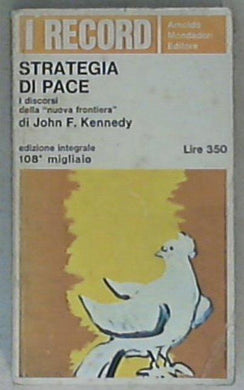 I RECORD
Arnoldo
Mondadori
Editore
STRATEGIA
DI PACE
I discorsi
della "nuova frontiera"
di John F. Kennedy
edizione integrale
Lire 350
108° migliaio